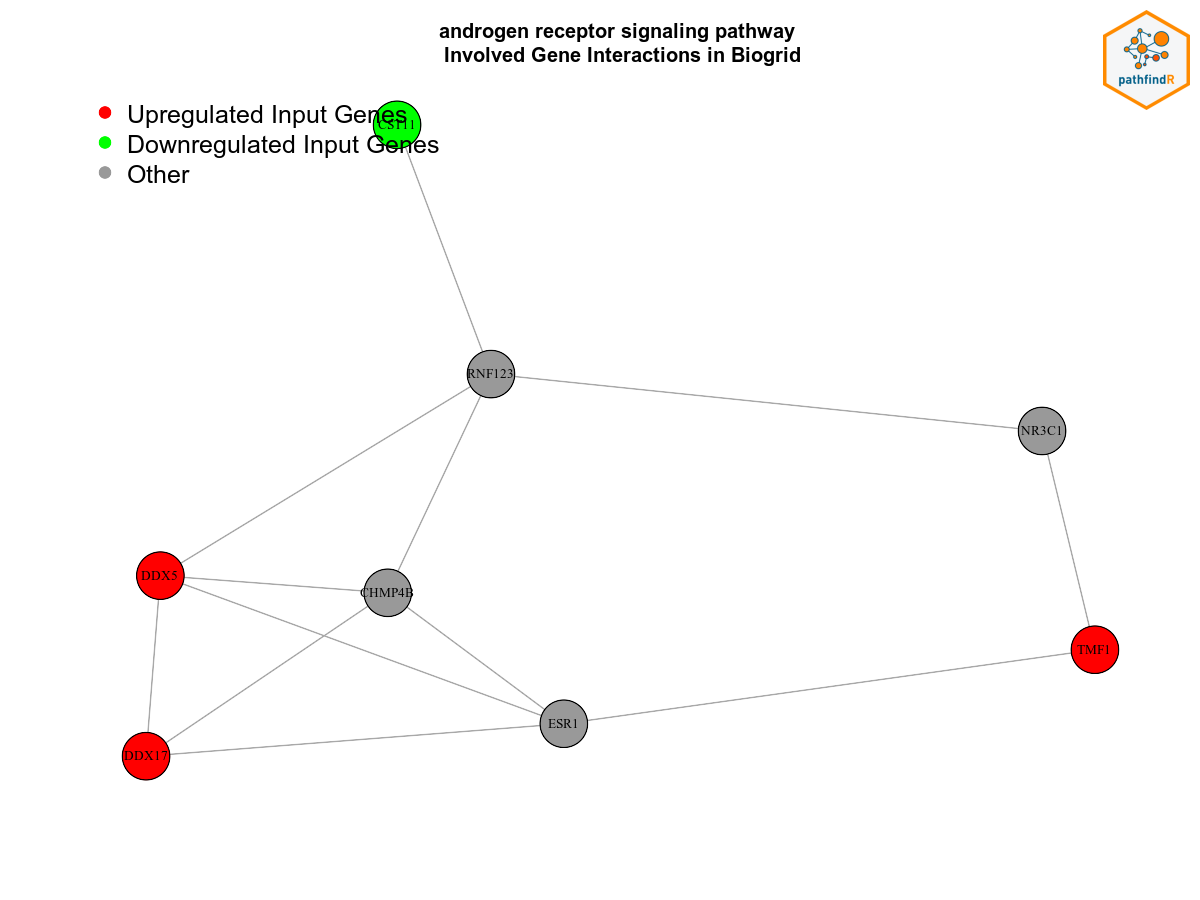 androgen receptor signaling pathway
Involved Gene Interactions in Biogrid
pathfindR
Upregulated Input Genes
CST11
Downregulated Input Genes
Other
RNF123
NR3C1
DDX5
CHMP4B
TMF1
ESR1
DDX17